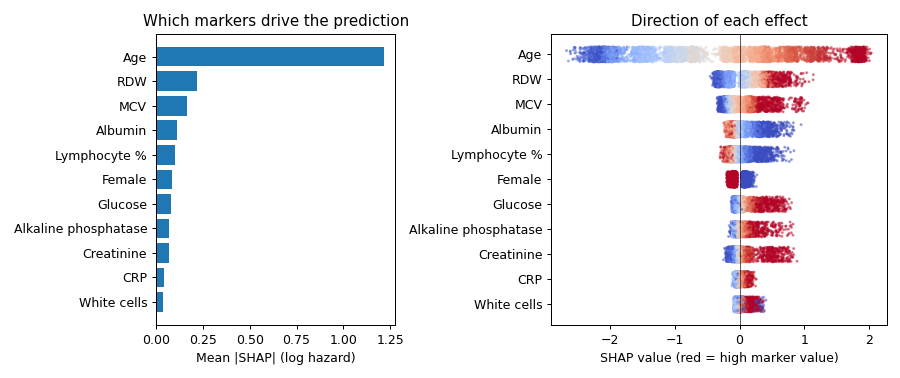 Which markers drive the prediction
Age
RDW
MCV
Albumin
Lymphocyte %
Female
Glucose
Alkaline phosphatase
Creatinine
CRP
White cells
0.00 0.25 0.50 0.75 1.00 1.25
Mean |SHAP| (log hazard)
Direction of each effect
Age
RDW
MCV
Albumin
Lymphocyte %
Female
Glucose
Alkaline phosphatase
Creatinine
CRP
White cells
−2 −1 0 1 2
SHAP value (red = high marker value)